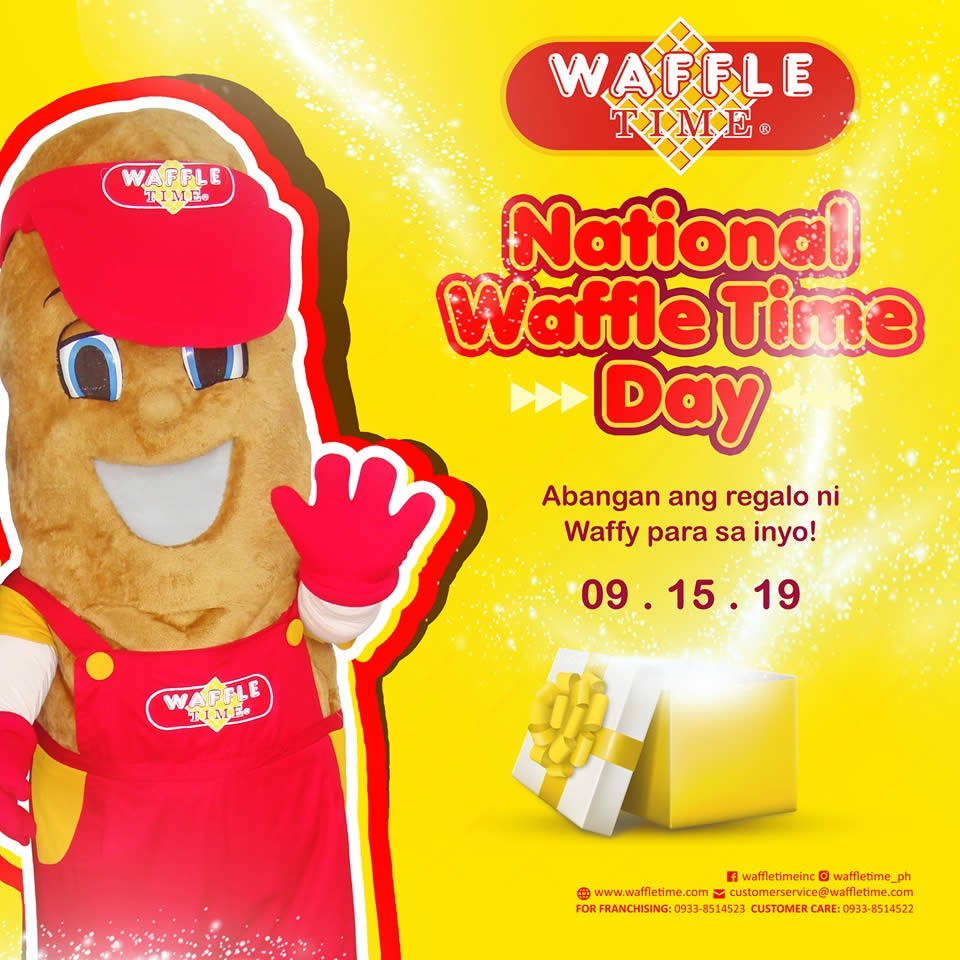 WAFFLE
TIME®
WAFFLE
TIME®
National
Waffle Time
Day
Abangan ang regalo ni
Waffy para sa inyo!
09 . 15 . 19
WAFFLE
TIME®
waffletimeinc waffletime_ph
www.waffletime.com customerservice@waffletime.com
FOR FRANCHISING: 0933-8514523 CUSTOMER CARE: 0933-8514522